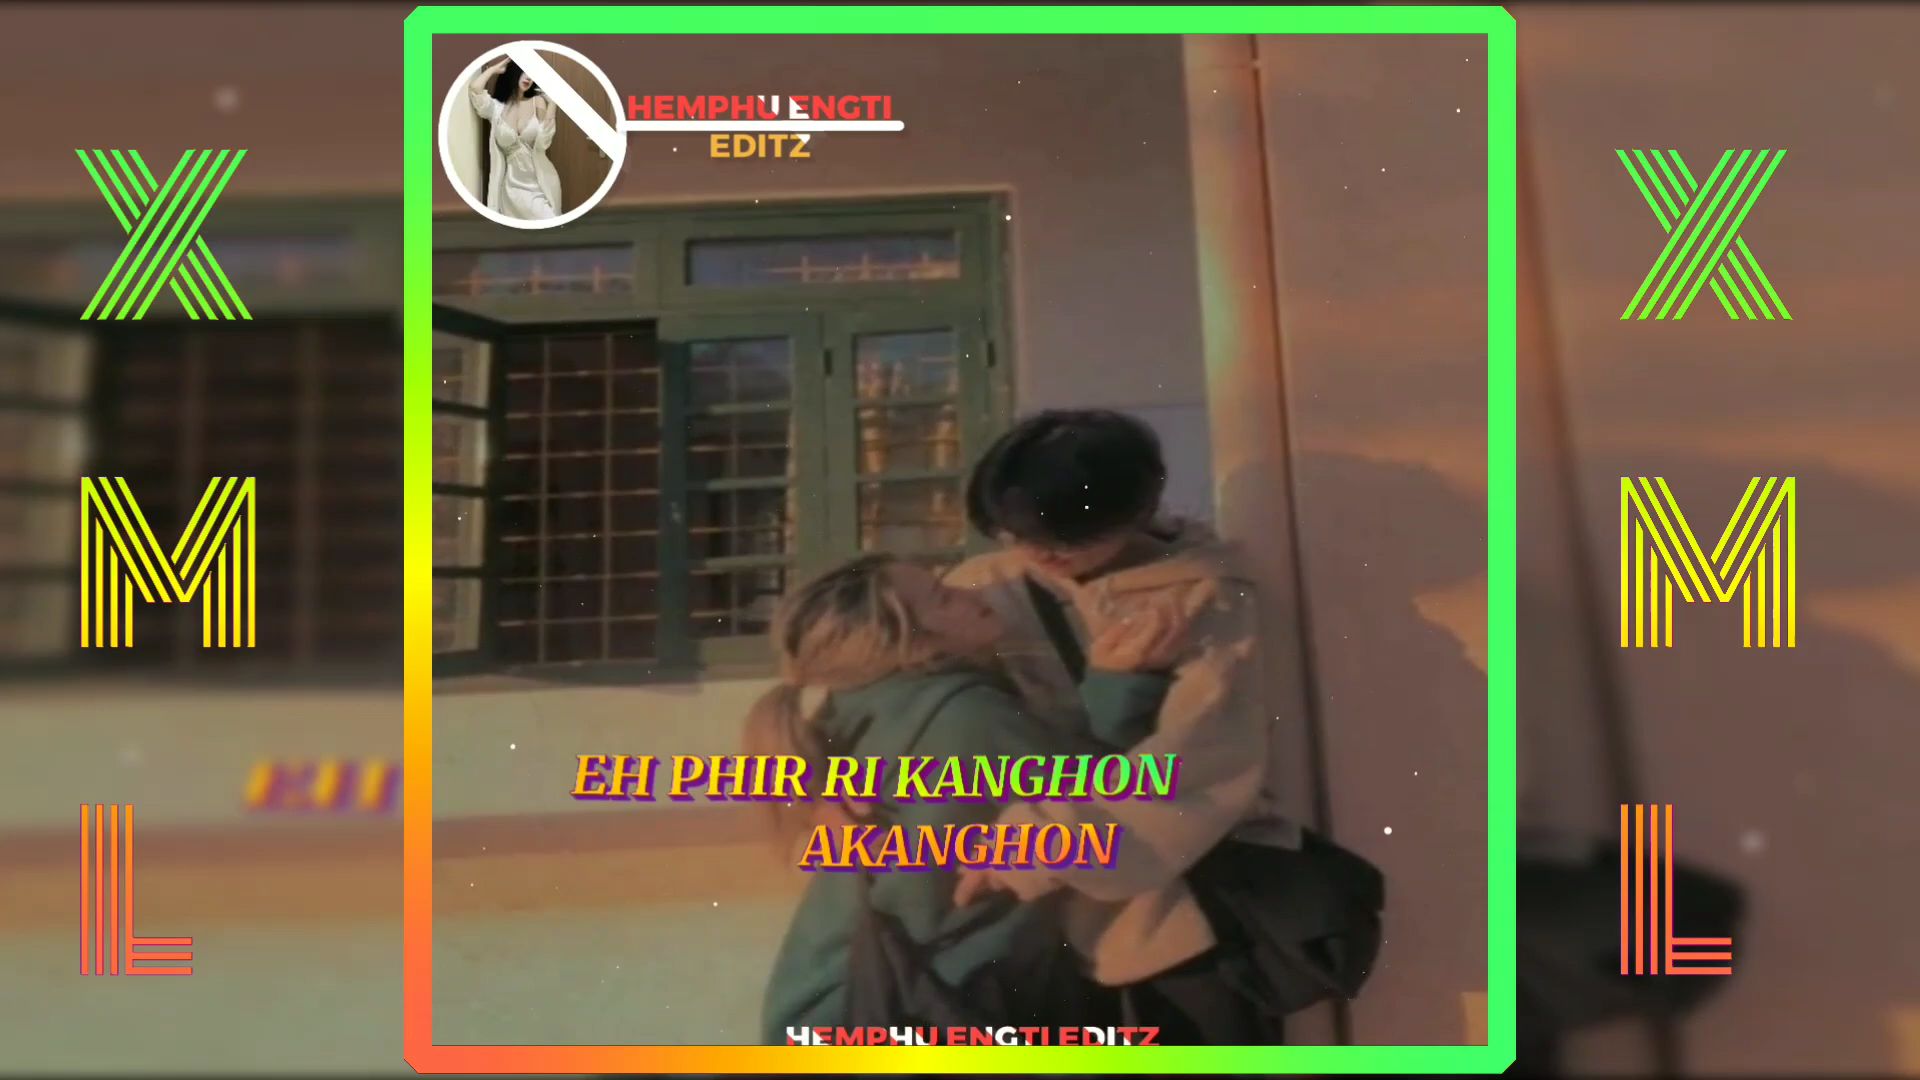 X
M
L
HEMPHU ENGTI
EDITZ
EH PHIR RI KANGHON
AKANGHON
HEMPHU ENGTI EDITZ
X
M
L